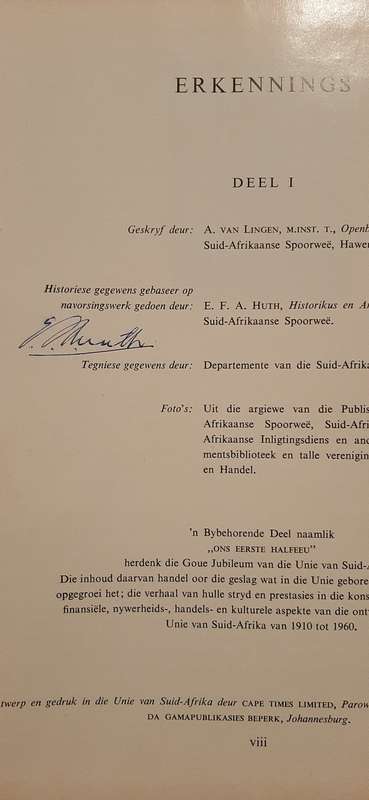 ERKENNINGS
DEEL I
Geskryf deur: A. VAN LINGEN, M.INST. T., Openb
Suid-Afrikaanse Spoorweë, Hawe
Historiese gegewens gebaseer op
navorsingswerk gedoen deur: E. F. A. HUTH, Historikus en Ar
Suid-Afrikaanse Spoorweë.
Tegniese gegewens deur: Departemente van die Suid-Afrika
Foto's: Uit die argiewe van die Publis
Afrikaanse Spoorweë, Suid-Afri
Afrikaanse Inligtingsdiens en and
mentsbiblioteek en talle verenigin
en Handel.
'n Bybehorende Deel naamlik
„ONS EERSTE HALFEEU"
herdenk die Goue Jubileum van die Unie van Suid-A
Die inhoud daarvan handel oor die geslag wat in die Unie gebore
opgegroei het; die verhaal van hulle stryd en prestasies in die kons
finansiële, nywerheids-, handels- en kulturele aspekte van die ont
Unie van Suid-Afrika van 1910 tot 1960.
twerp en gedruk in die Unie van Suid-Afrika deur CAPE TIMES LIMITED, Parow
DA GAMAPUBLIKASIES BEPERK, Johannesburg.
viii